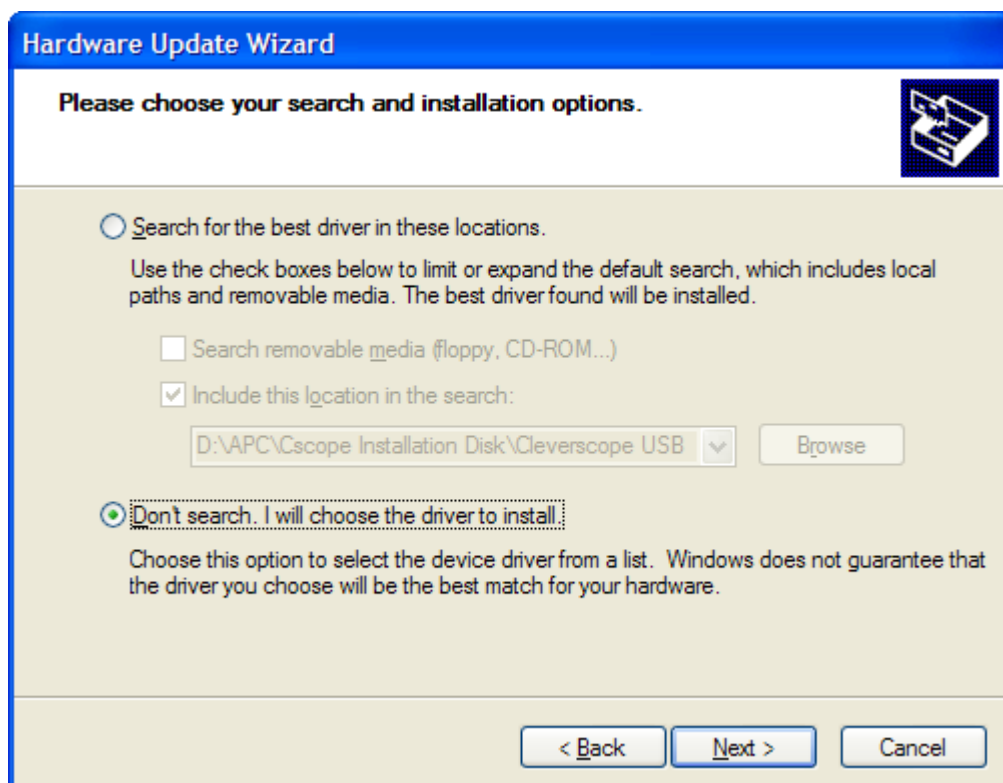 Hardware Update Wizard
Please choose your search and installation options.
Search for the best driver in these locations.
Use the check boxes below to limit or expand the default search, which includes local
paths and removable media. The best driver found will be installed.
Search removable media (floppy, CD-ROM...)
Include this location in the search:
D:\APC\Cscope Installation Disk\Cleverscope USB
Browse
Don't search. I will choose the driver to install.
Choose this option to select the device driver from a list.  Windows does not guarantee that
the driver you choose will be the best match for your hardware.
< Back
Next >
Cancel